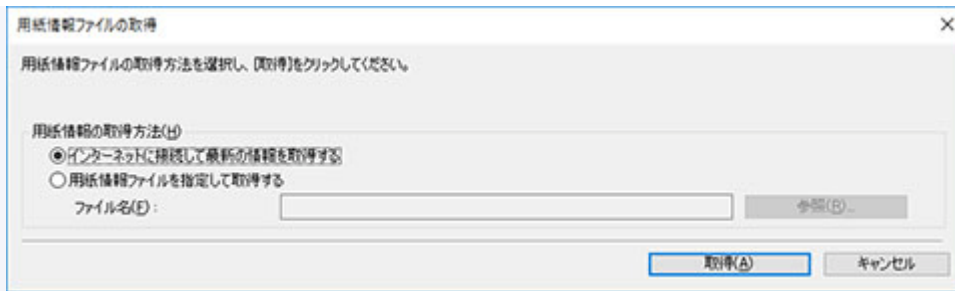 用紙情報ファイルの取得
用紙情報ファイルの取得方法を選択し、[取得]をクリックしてください。
用紙情報の取得方法(H)
インターネットに接続して最新の情報を取得する
用紙情報ファイルを指定して取得する
ファイル名(F)： 参照(R)...
取得(A) キャンセル